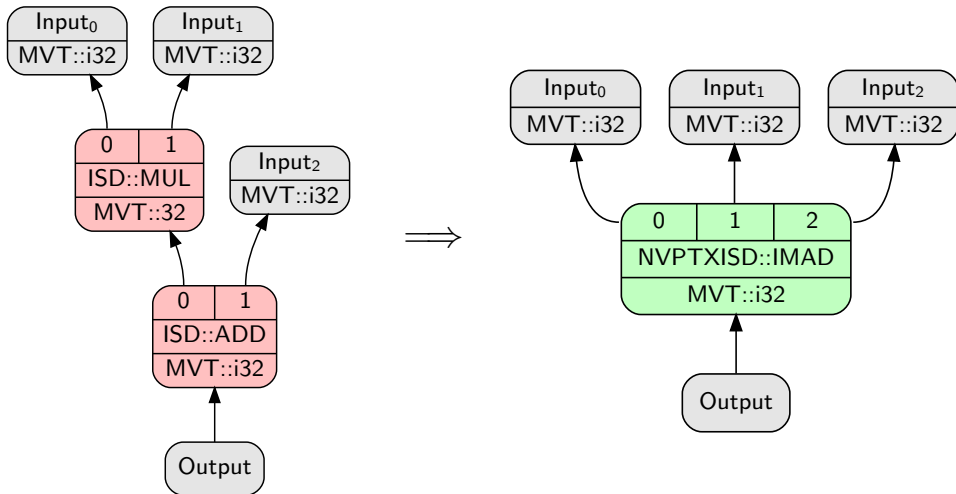 Input₀
MVT::i32
Input₁
MVT::i32
0 1
ISD::MUL
MVT::32
Input₂
MVT::i32
0 1
ISD::ADD
MVT::i32
Output
⟹
Input₀
MVT::i32
Input₁
MVT::i32
Input₂
MVT::i32
0 1 2
NVPTXISD::IMAD
MVT::i32
Output